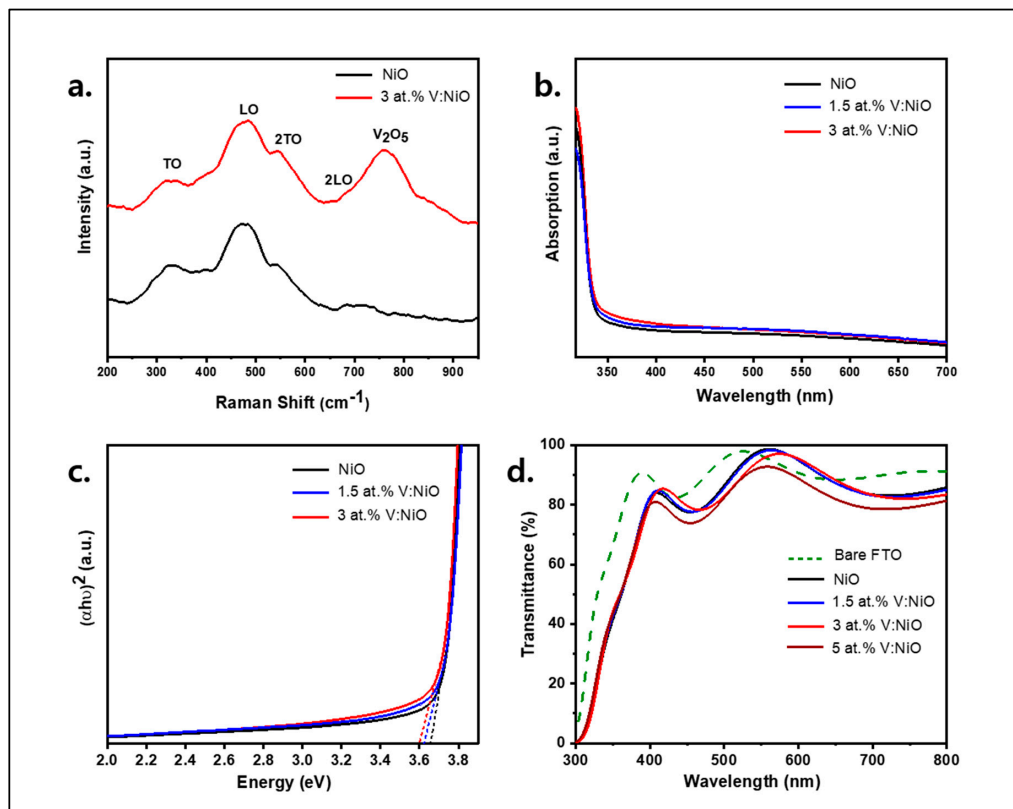 a.
NiO
3 at.% V:NiO
TO
LO
2TO
2LO
V₂O₅
Intensity (a.u.)
200 300 400 500 600 700 800 900
Raman Shift (cm⁻¹)
b.
NiO
1.5 at.% V:NiO
3 at.% V:NiO
Absorption (a.u.)
350 400 450 500 550 600 650 700
Wavelength (nm)
c.
NiO
1.5 at.% V:NiO
3 at.% V:NiO
(αhυ)²  (a.u.)
2.0 2.2 2.4 2.6 2.8 3.0 3.2 3.4 3.6 3.8
Energy (eV)
d.
Bare FTO
NiO
1.5 at.% V:NiO
3 at.% V:NiO
5 at.% V:NiO
Transmittance (%)
100
80
60
40
20
0
300 400 500 600 700 800
Wavelength (nm)